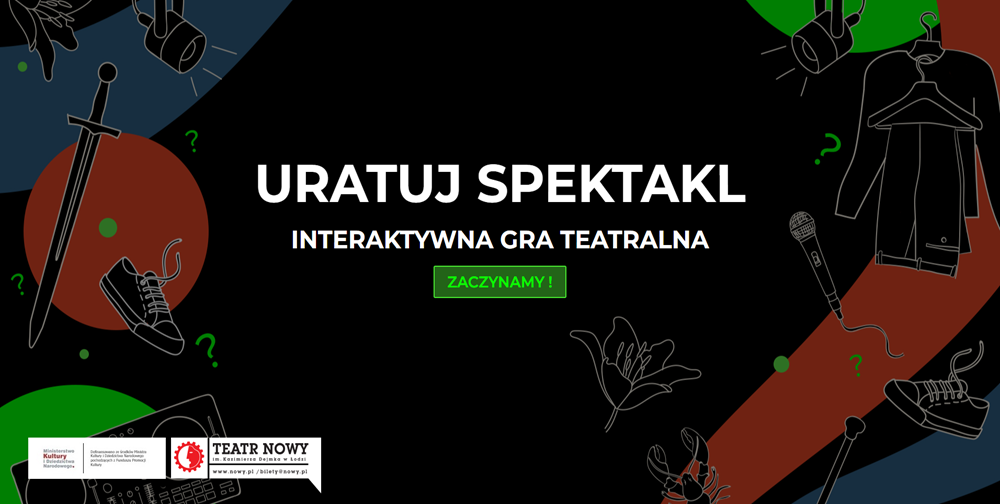 URATUJ SPEKTAKL
INTERAKTYWNA GRA TEATRALNA
ZACZYNAMY !
?
?
?
?
?
Ministerstwo
Kultury
i Dziedzictwa
Narodowego.
Dofinansowano ze środków Ministra
Kultury i Dziedzictwa Narodowego
pochodzących z Funduszu Promocji
Kultury
TEATR NOWY
im. Kazimierza Dejmka w Łodzi
www.nowy.pl / bilety@nowy.pl